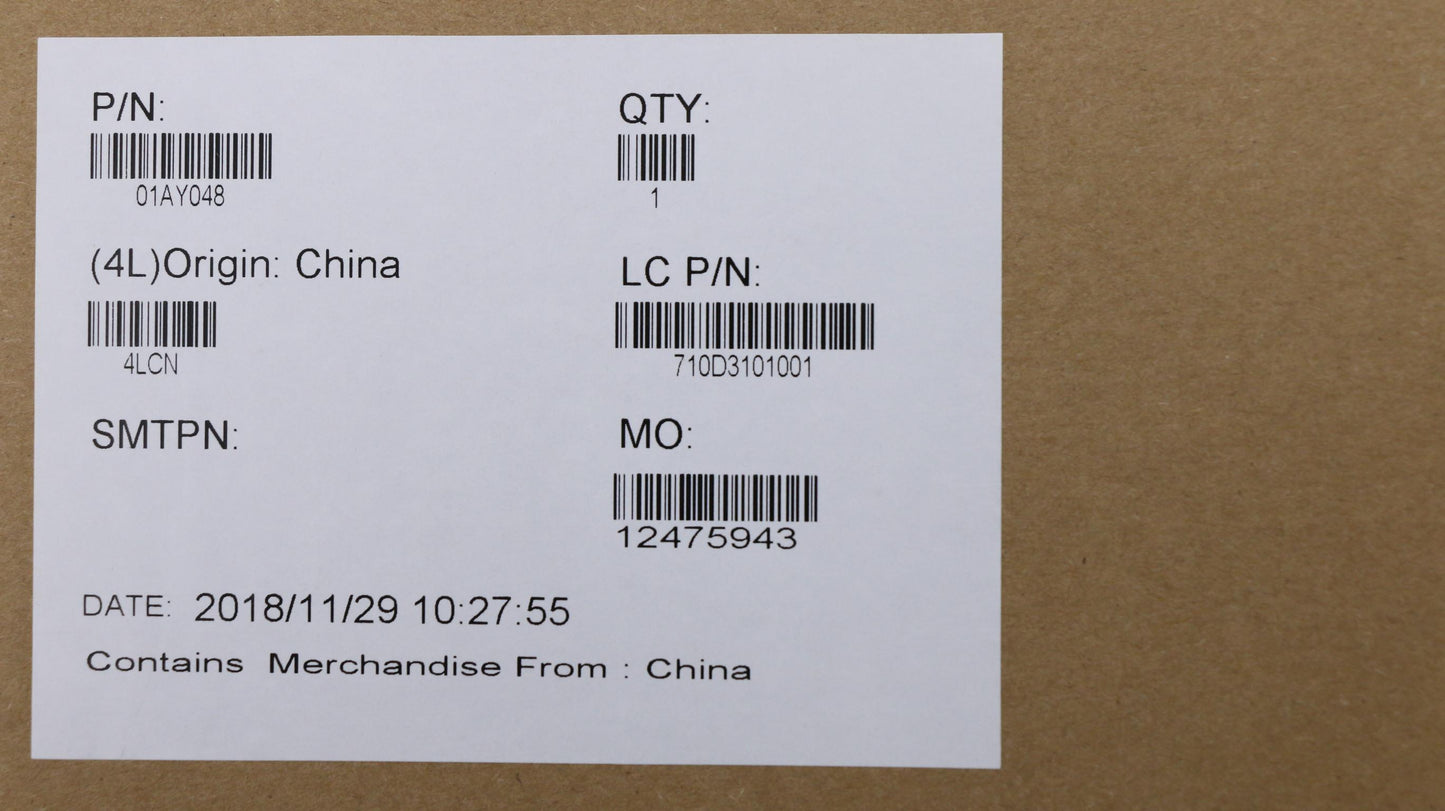 P/N:
01AY048
QTY:
1
(4L)Origin: China
4LCN
LC P/N:
710D3101001
SMTPN:
MO:
12475943
DATE: 2018/11/29 10:27:55
Contains Merchandise From : China